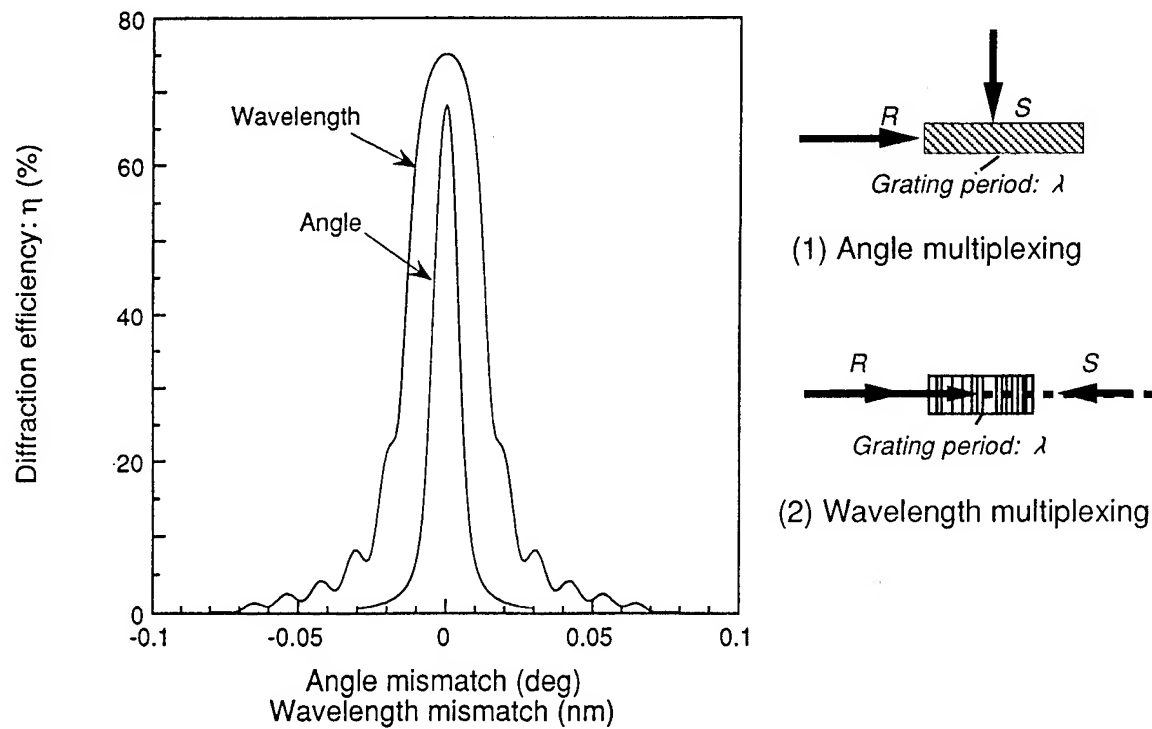 Diffraction efficiency: η (%)
80
60
40
20
0
-0.1
-0.05
0
0.05
0.1
Angle mismatch (deg)
Wavelength mismatch (nm)
Wavelength
Angle
R
S
Grating period: λ
(1) Angle multiplexing
R
S
Grating period: λ
(2) Wavelength multiplexing